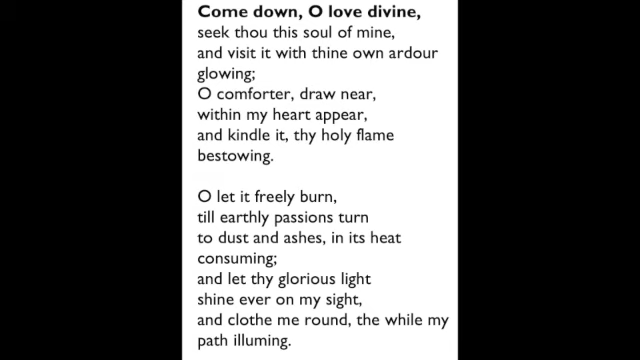 Come down, O love divine,
seek thou this soul of mine,
and visit it with thine own ardour
glowing;
O comforter, draw near,
within my heart appear,
and kindle it, thy holy flame
bestowing.

O let it freely burn,
till earthly passions turn
to dust and ashes, in its heat
consuming;
and let thy glorious light
shine ever on my sight,
and clothe me round, the while my
path illuming.